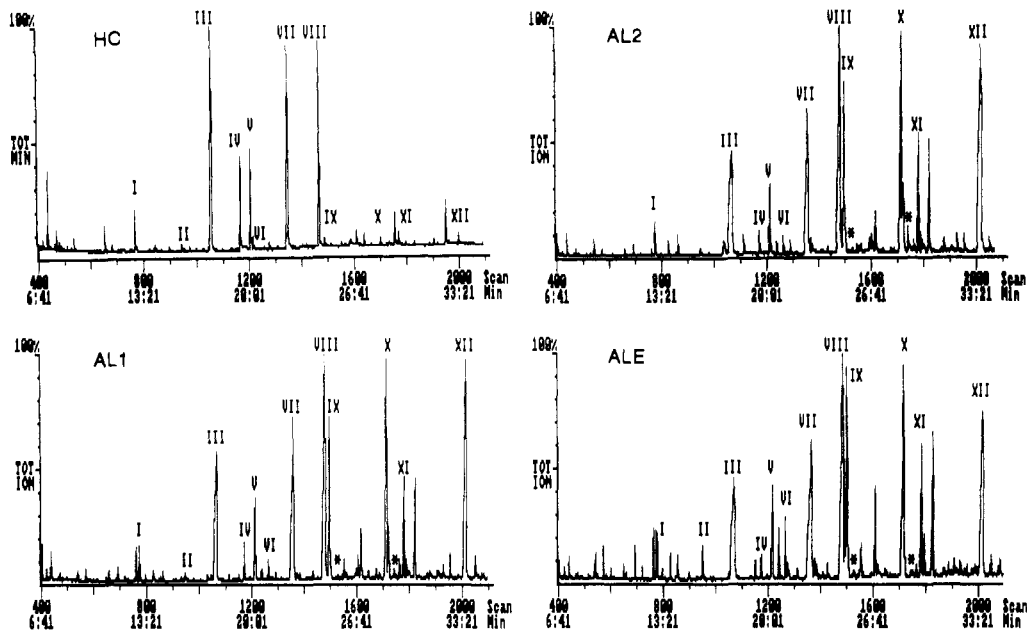 HC
100%
TOT
MIN
I
II
III
IV
V
VI
VII
VIII
IX
X
XI
XII
400 800 1200 1600 2000 Scan
6:41 13:21 20:01 26:41 33:21 Min
AL2
100%
TOT
IOM
I
III
IV
V
VI
VII
VIII
IX
*
X
*
XI
XII
400 800 1200 1600 2000 Scan
6:41 13:21 20:01 26:41 33:21 Min
AL1
100%
TOT
IOM
I
II
III
IV
V
VI
VII
VIII
IX
*
X
*
XI
XII
400 800 1200 1600 2000 Scan
6:41 13:21 20:01 26:41 33:21 Min
ALE
100%
TOT
IOM
I
II
III
IV
V
VI
VII
VIII
IX
*
X
*
XI
XII
400 800 1200 1600 2000 Scan
6:41 13:21 20:01 26:41 33:21 Min